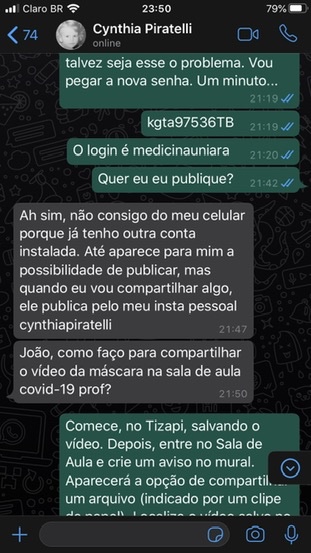 Claro BR
23:50
79%
74
Cynthia Piratelli
online
talvez seja esse o problema. Vou
pegar a nova senha. Um minuto...
21:19
kgta97536TB
21:19
O login é medicinauniara
21:20
Quer eu eu publique?
21:42
Ah sim, não consigo do meu celular
porque já tenho outra conta
instalada. Até aparece para mim a
possibilidade de publicar, mas
quando eu vou compartilhar algo,
ele publica pelo meu insta pessoal
cynthiapiratelli
21:47
João, como faço para compartilhar
o vídeo da máscara na sala de aula
covid-19 prof?
21:50
Comece, no Tizapi, salvando o
vídeo. Depois, entre no Sala de
Aula e crie um aviso no mural.
Aparecerá a opção de compartilh
um arquivo (indicado por um clipe